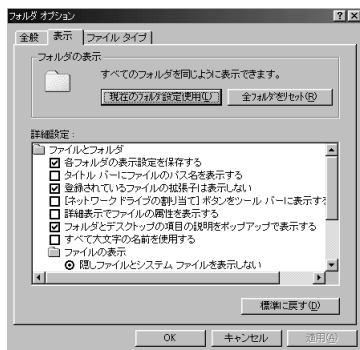 フォルダ オプション
全般 表示 ファイル タイプ
フォルダの表示
すべてのフォルダを同じように表示できます。
現在のフォルダ設定使用(L) 全フォルダをリセット(R)
詳細設定:
ファイルとフォルダ
各フォルダの表示設定を保存する
タイトル バーにファイルのパス名を表示する
登録されているファイルの拡張子は表示しない
[ネットワーク ドライブの割り当て] ボタンをツール バーに表示する
詳細表示でファイルの属性を表示する
フォルダとデスクトップの項目の説明をポップアップで表示する
すべて大文字の名前を使用する
ファイルの表示
隠しファイルとシステム ファイルを表示しない
標準に戻す(D)
OK キャンセル 適用(A)